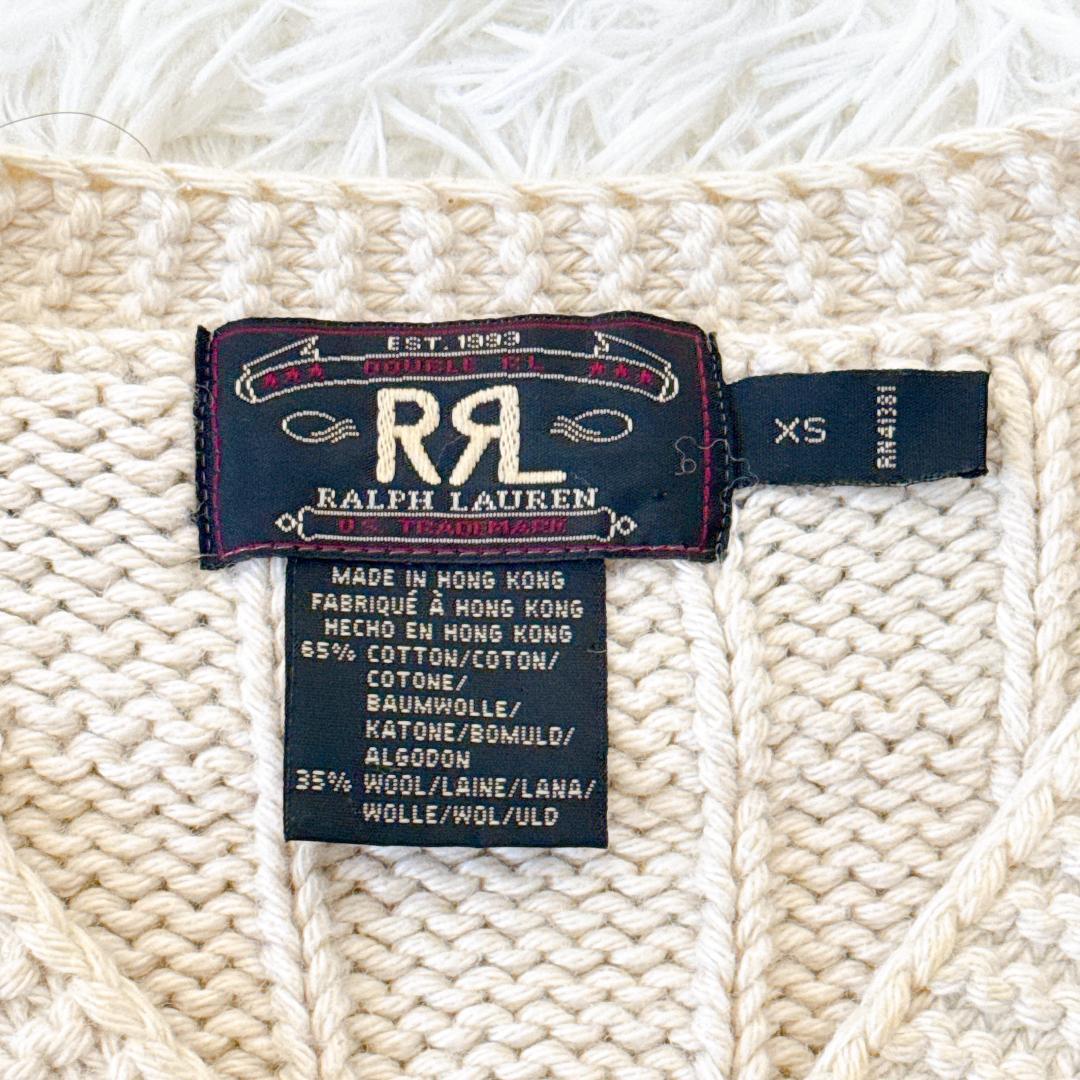 EST. 1993
DOUBLE RL
RRL
RALPH LAUREN
U.S. TRADEMARK
XS
RN41381
MADE IN HONG KONG
FABRIQUÉ À HONG KONG
HECHO EN HONG KONG
65% COTTON/COTON/
COTONE/
BAUMWOLLE/
KATONE/BOMULD/
ALGODON
35% WOOL/LAINE/LANA/
WOLLE/WOL/ULD